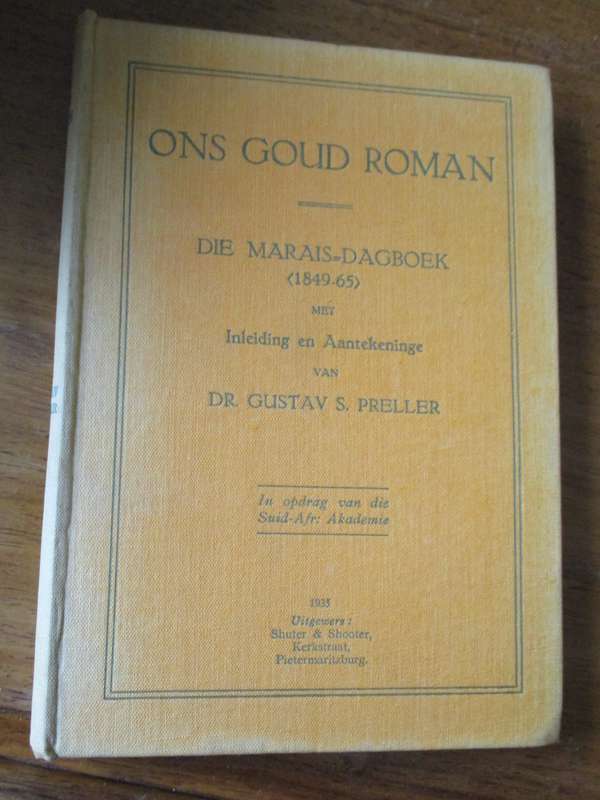 ONS GOUD ROMAN
DIE MARAIS-DAGBOEK
(1849-65)
MET
Inleiding en Aantekeninge
VAN
DR. GUSTAV S. PRELLER
In opdrag van die
Suid-Afr: Akademie
1935
Uitgewers:
Shuter & Shooter,
Kerkstraat,
Pietermaritzburg.